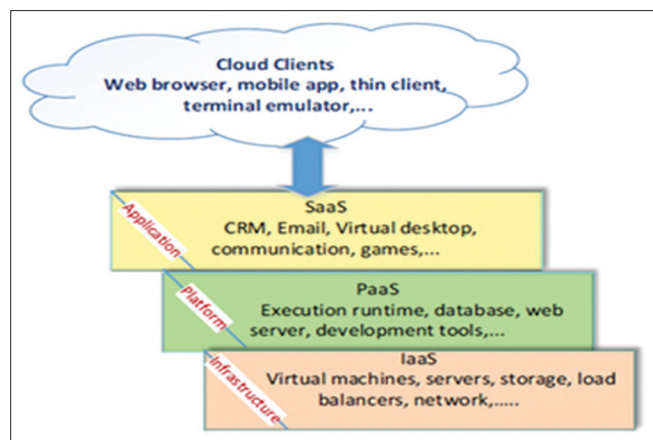 Cloud Clients
Web browser, mobile app, thin client,
terminal emulator,...
Application
SaaS
CRM, Email, Virtual desktop,
communication, games,...
Platform
PaaS
Execution runtime, database, web
server, development tools,...
Infrastructure
IaaS
Virtual machines, servers, storage, load
balancers, network,.....